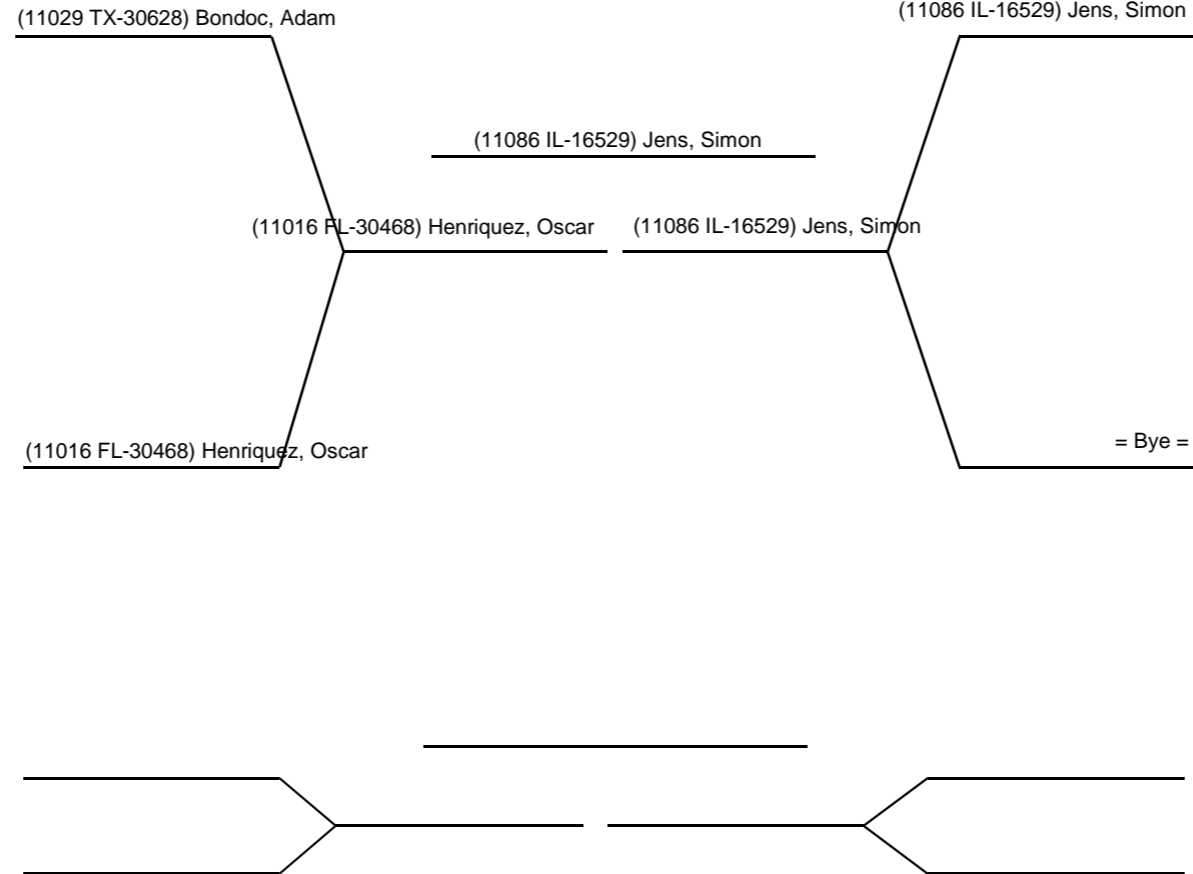 (11029 TX-30628) Bondoc, Adam
(11086 IL-16529) Jens, Simon
(11086 IL-16529) Jens, Simon
(11016 FL-30468) Henriquez, Oscar
(11086 IL-16529) Jens, Simon
(11016 FL-30468) Henriquez, Oscar
= Bye =